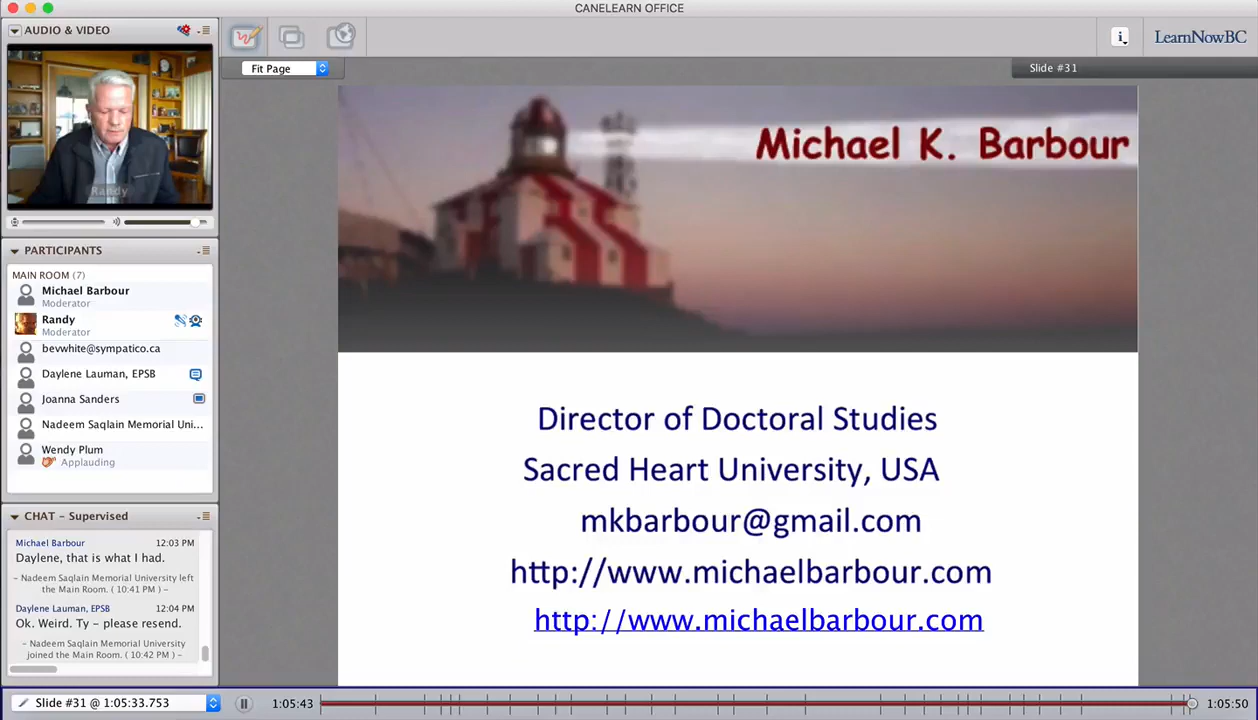 CANELEARN OFFICE
AUDIO & VIDEO
Randy
PARTICIPANTS
MAIN ROOM (7)
Michael Barbour
Moderator
Randy
Moderator
bevwhite@sympatico.ca
Daylene Lauman, EPSB
Joanna Sanders
Nadeem Saqlain Memorial Uni...
Wendy Plum
Applauding
CHAT – Supervised
Michael Barbour 12:03 PM
Daylene, that is what I had.
– Nadeem Saqlain Memorial University left
the Main Room. ( 10:41 PM ) –
Daylene Lauman, EPSB 12:04 PM
Ok. Weird. Ty – please resend.
– Nadeem Saqlain Memorial University
joined the Main Room. ( 10:42 PM ) –
Fit Page
i
LearnNowBC
Slide #31
Michael K. Barbour
Director of Doctoral Studies
Sacred Heart University, USA
mkbarbour@gmail.com
http://www.michaelbarbour.com
http://www.michaelbarbour.com
Slide #31 @ 1:05:33.753
1:05:43
1:05:50